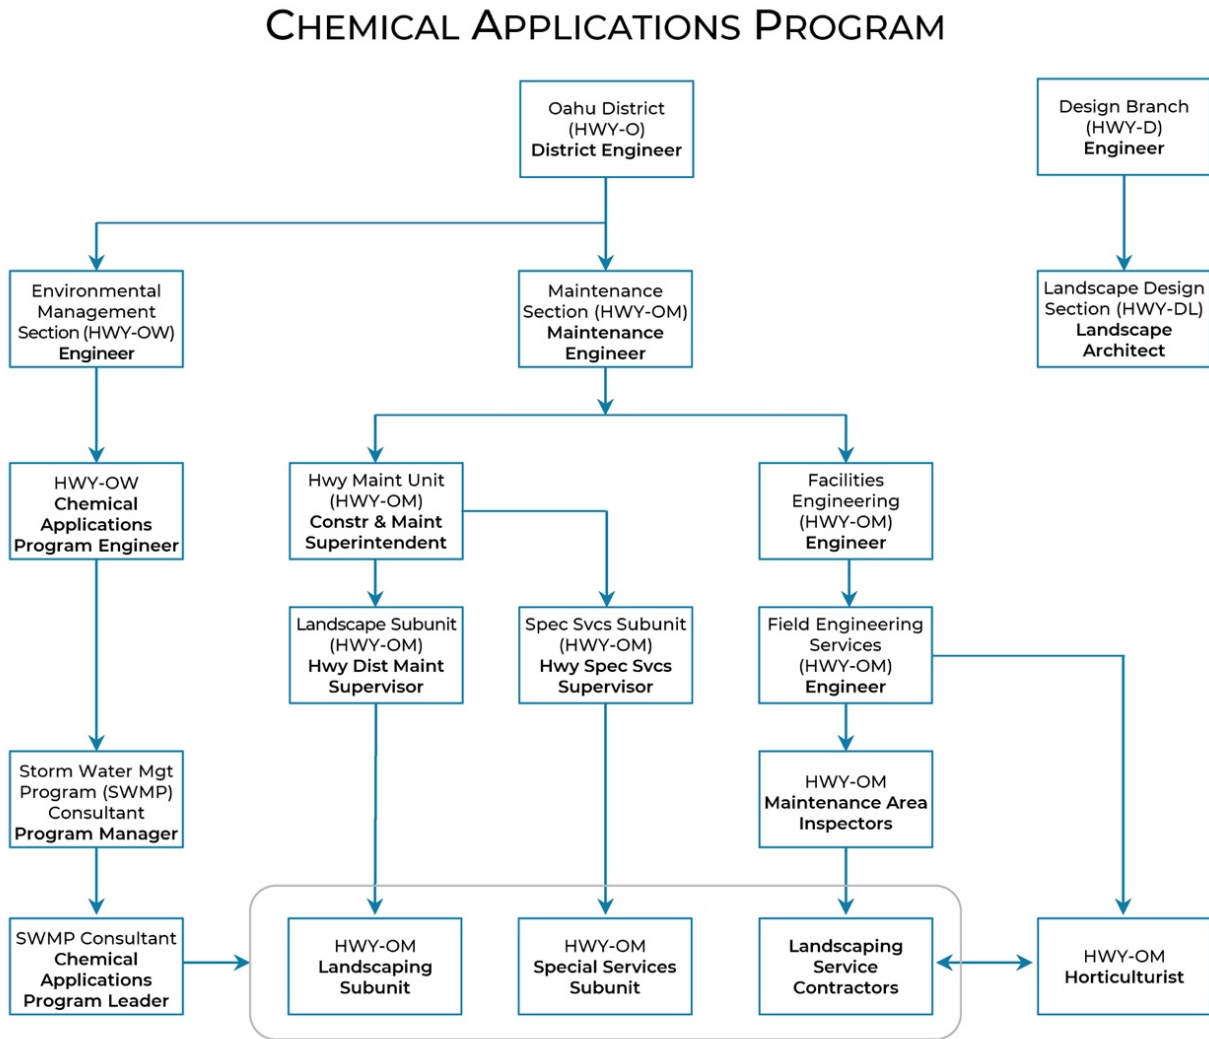 CHEMICAL APPLICATIONS PROGRAM
Oahu District
(HWY-O)
District Engineer
Design Branch
(HWY-D)
Engineer
Environmental
Management
Section (HWY-OW)
Engineer
Maintenance
Section (HWY-OM)
Maintenance
Engineer
Landscape Design
Section (HWY-DL)
Landscape
Architect
HWY-OW
Chemical
Applications
Program Engineer
Hwy Maint Unit
(HWY-OM)
Constr & Maint
Superintendent
Facilities
Engineering
(HWY-OM)
Engineer
Landscape Subunit
(HWY-OM)
Hwy Dist Maint
Supervisor
Spec Svcs Subunit
(HWY-OM)
Hwy Spec Svcs
Supervisor
Field Engineering
Services
(HWY-OM)
Engineer
Storm Water Mgt
Program (SWMP)
Consultant
Program Manager
HWY-OM
Maintenance Area
Inspectors
SWMP Consultant
Chemical
Applications
Program Leader
HWY-OM
Landscaping
Subunit
HWY-OM
Special Services
Subunit
Landscaping
Service
Contractors
HWY-OM
Horticulturist